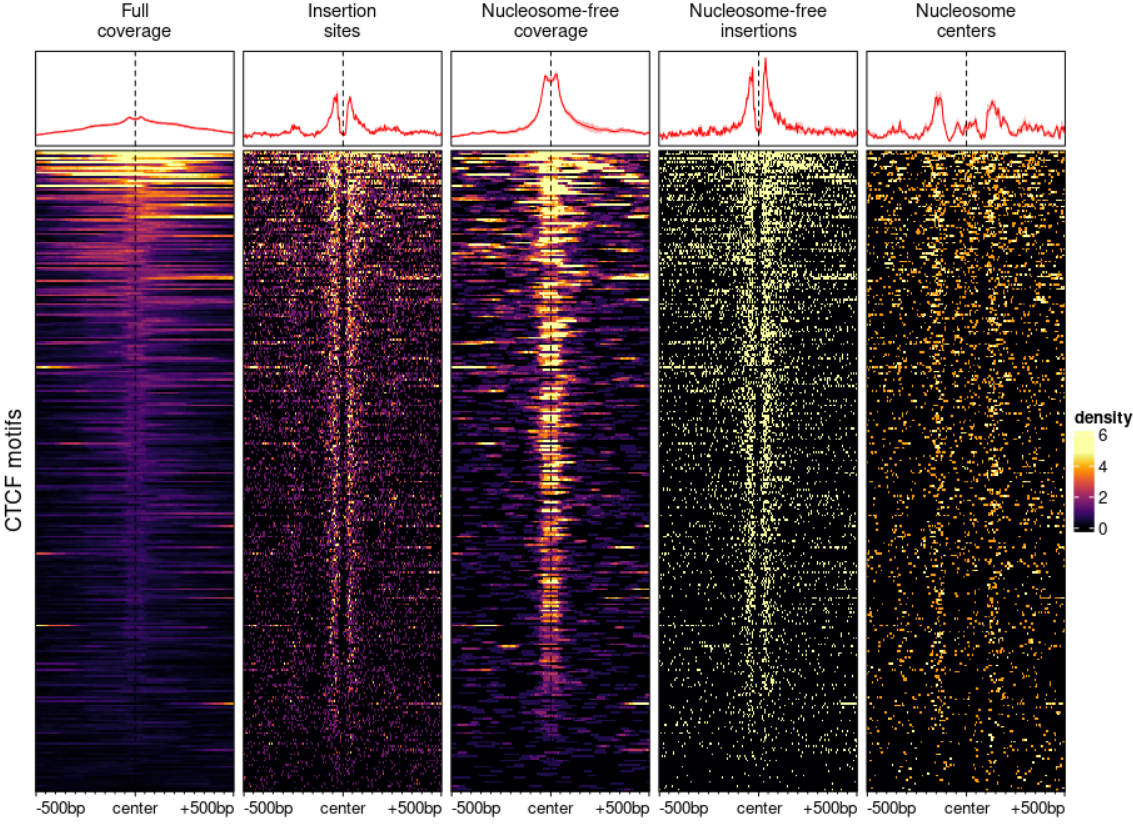 Full
coverage
Insertion
sites
Nucleosome-free
coverage
Nucleosome-free
insertions
Nucleosome
centers
CTCF motifs
density
6
4
2
0
-500bp center +500bp
-500bp center +500bp
-500bp center +500bp
-500bp center +500bp
-500bp center +500bp